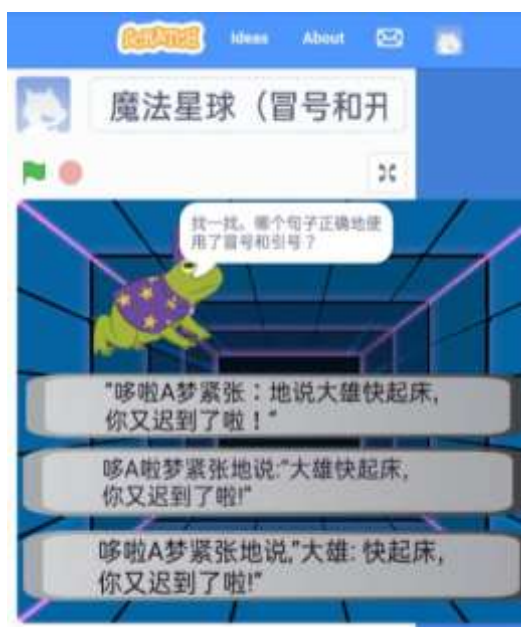 SCRATCH Ideas About
魔法星球（冒号和开
找一找。哪个句子正确地使
用了冒号和引号？
"哆啦A梦紧张：地说大雄快起床,
你又迟到了啦！"
哆A啦梦紧张地说:"大雄快起床,
你又迟到了啦!"
哆啦A梦紧张地说,"大雄: 快起床,
你又迟到了啦!"